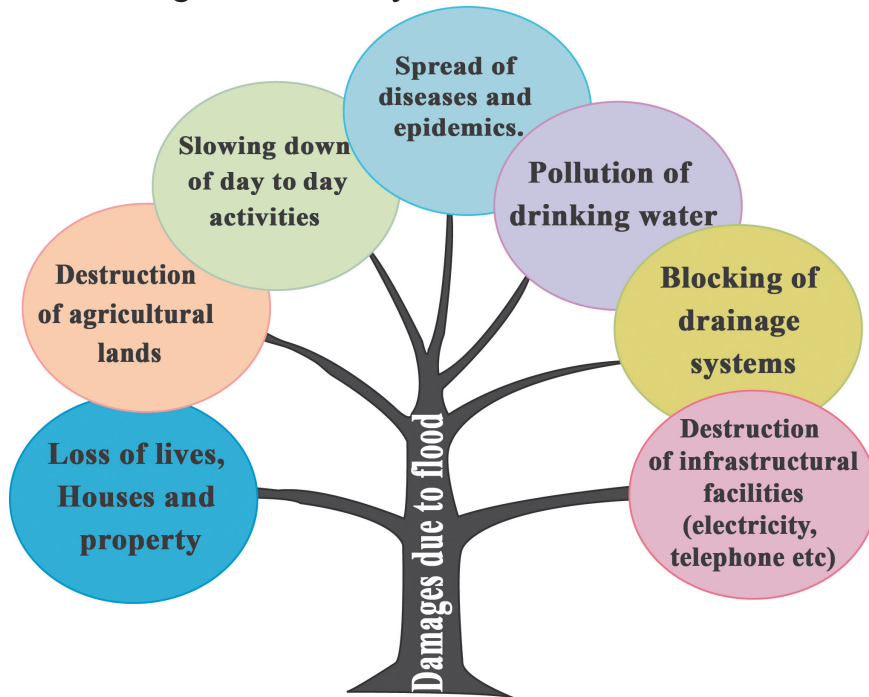 Spread of
diseases and
epidemics.
Slowing down
of day to day
activities
Pollution of
drinking water
Destruction
of agricultural
lands
Blocking of
drainage
systems
Loss of lives,
Houses and
property
Destruction
of infrastructural
facilities
(electricity,
telephone etc)
Damages due to flood